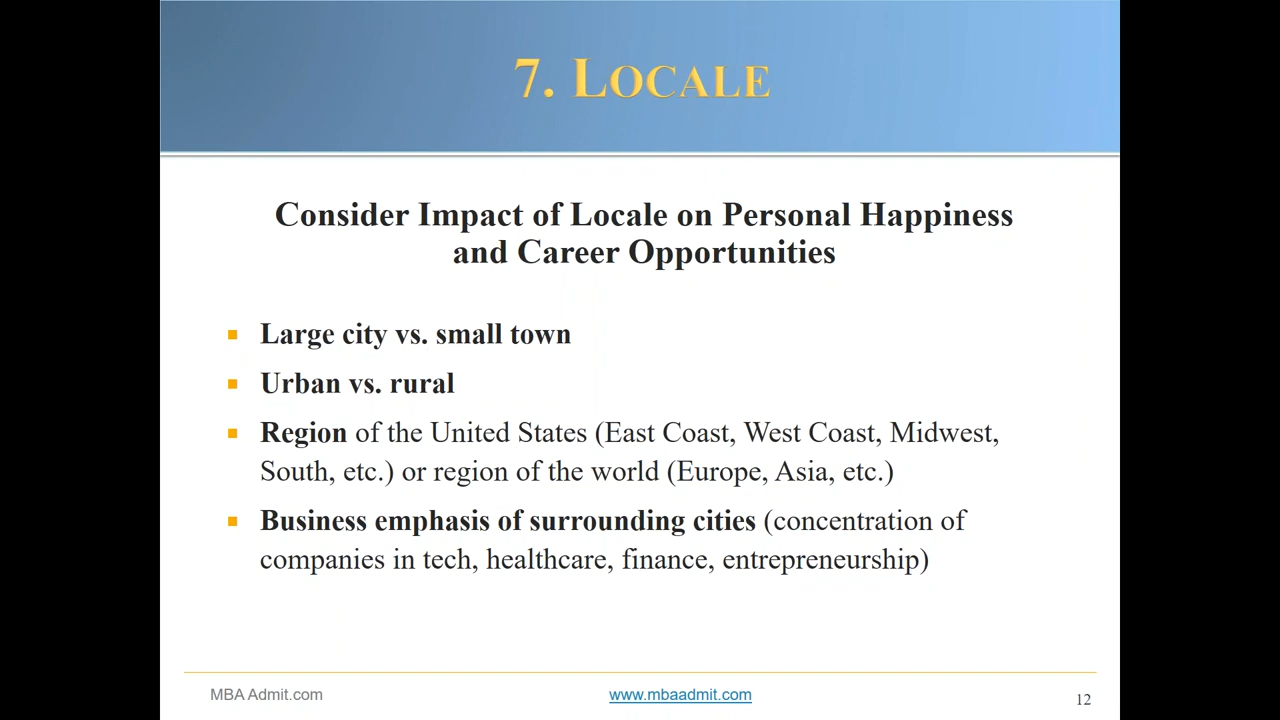 7. LOCALE
Consider Impact of Locale on Personal Happiness
and Career Opportunities
Large city vs. small town
Urban vs. rural
Region of the United States (East Coast, West Coast, Midwest,
South, etc.) or region of the world (Europe, Asia, etc.)
Business emphasis of surrounding cities (concentration of
companies in tech, healthcare, finance, entrepreneurship)
MBA Admit.com
www.mbaadmit.com
12